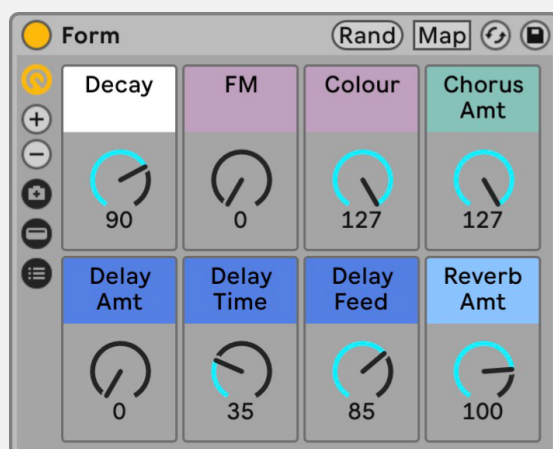 Form Rand Map
Decay FM Colour Chorus
Amt
90 0 127 127
Delay Delay Delay Reverb
Amt Time Feed Amt
0 35 85 100